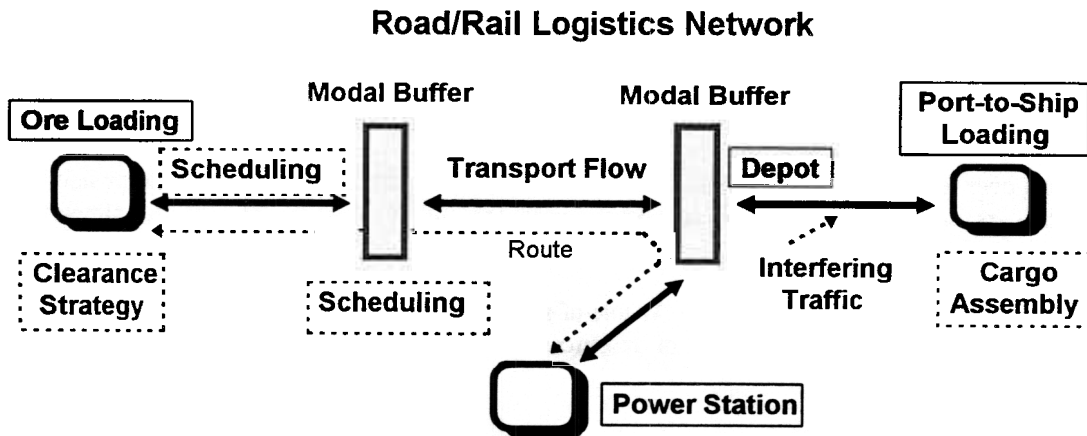 Road/Rail Logistics Network
Modal Buffer
Modal Buffer
Ore Loading
Port-to-Ship
Loading
Scheduling
Transport Flow
Depot
Route
Clearance
Strategy
Scheduling
Interfering
Traffic
Cargo
Assembly
Power Station